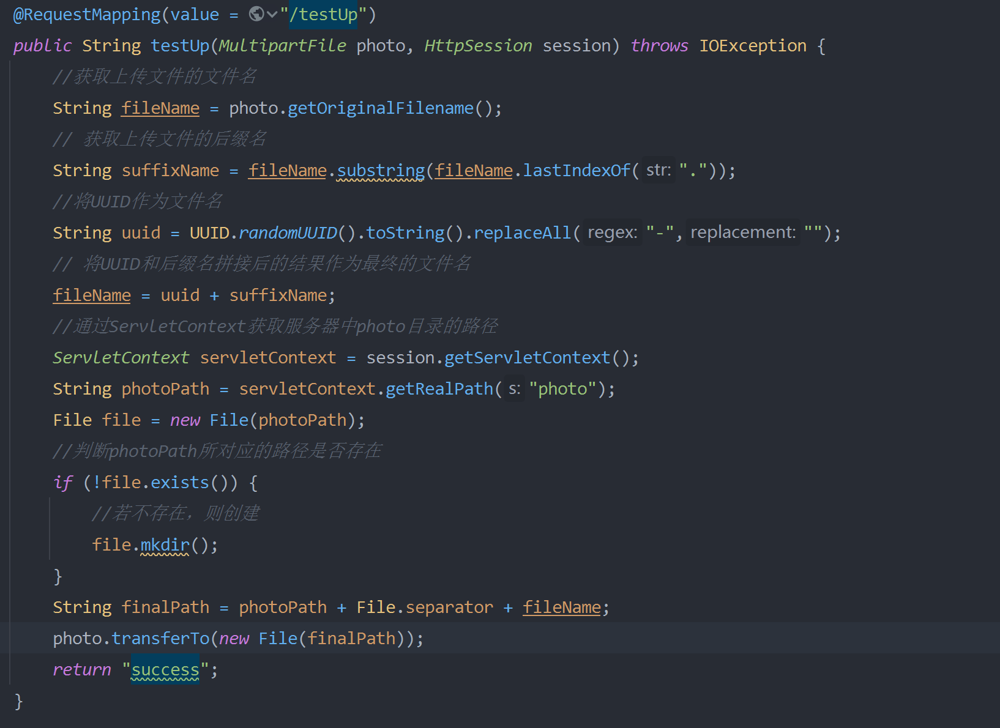 @RequestMapping(value = "/testUp")
public String testUp(MultipartFile photo, HttpSession session) throws IOException {
//获取上传文件的文件名
String fileName = photo.getOriginalFilename();
// 获取上传文件的后缀名
String suffixName = fileName.substring(fileName.lastIndexOf( str: "."));
//将UUID作为文件名
String uuid = UUID.randomUUID().toString().replaceAll( regex: "-", replacement: "");
// 将UUID和后缀名拼接后的结果作为最终的文件名
fileName = uuid + suffixName;
//通过ServletContext获取服务器中photo目录的路径
ServletContext servletContext = session.getServletContext();
String photoPath = servletContext.getRealPath( s: "photo");
File file = new File(photoPath);
//判断photoPath所对应的路径是否存在
if (!file.exists()) {
//若不存在，则创建
file.mkdir();
}
String finalPath = photoPath + File.separator + fileName;
photo.transferTo(new File(finalPath));
return "success";
}